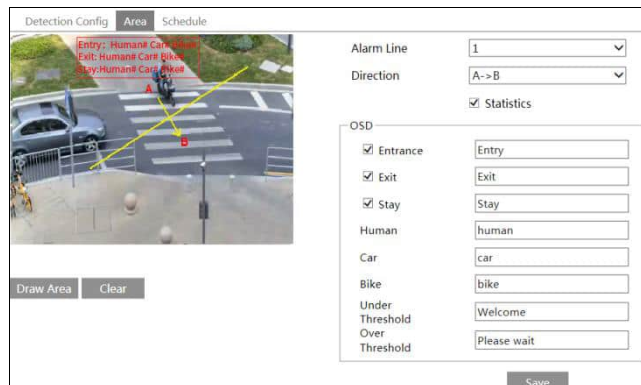 Detection Config Area Schedule
Entry: Human# Car# Bike#
Exit: Human# Car# Bike#
Stay:Human# Car# Bike#
A
B
Draw Area Clear
Alarm Line 1
Direction A->B
Statistics
OSD
Entrance Entry
Exit Exit
Stay Stay
Human human
Car car
Bike bike
Under Threshold Welcome
Over Threshold Please wait
Save